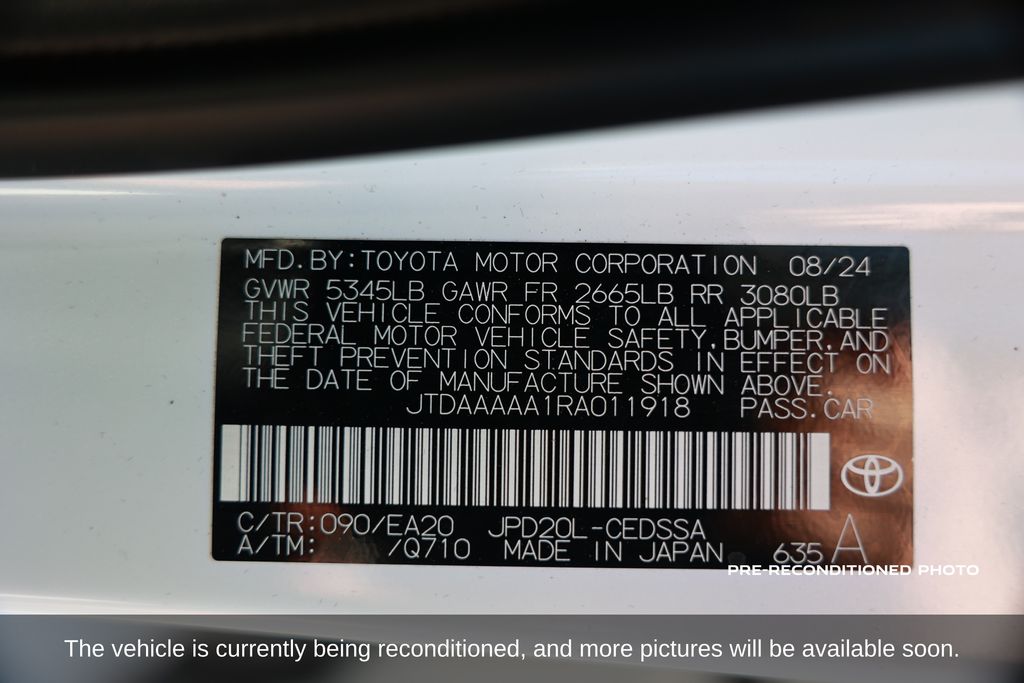 MFD.BY:TOYOTA MOTOR CORPORATION 08/24
GVWR 5345LB GAWR FR 2665LB RR 3080LB
THIS VEHICLE CONFORMS TO ALL APPLICABLE
FEDERAL MOTOR VEHICLE SAFETY,BUMPER,AND
THEFT PREVENTION STANDARDS IN EFFECT ON
THE DATE OF MANUFACTURE SHOWN ABOVE.
JTDAAAAA1RA011918 PASS.CAR
C/TR:090/EA20 JPD20L-CEDSSA
A/TM: /Q710 MADE IN JAPAN 635 A
PRE-RECONDITIONED PHOTO
The vehicle is currently being reconditioned, and more pictures will be available soon.